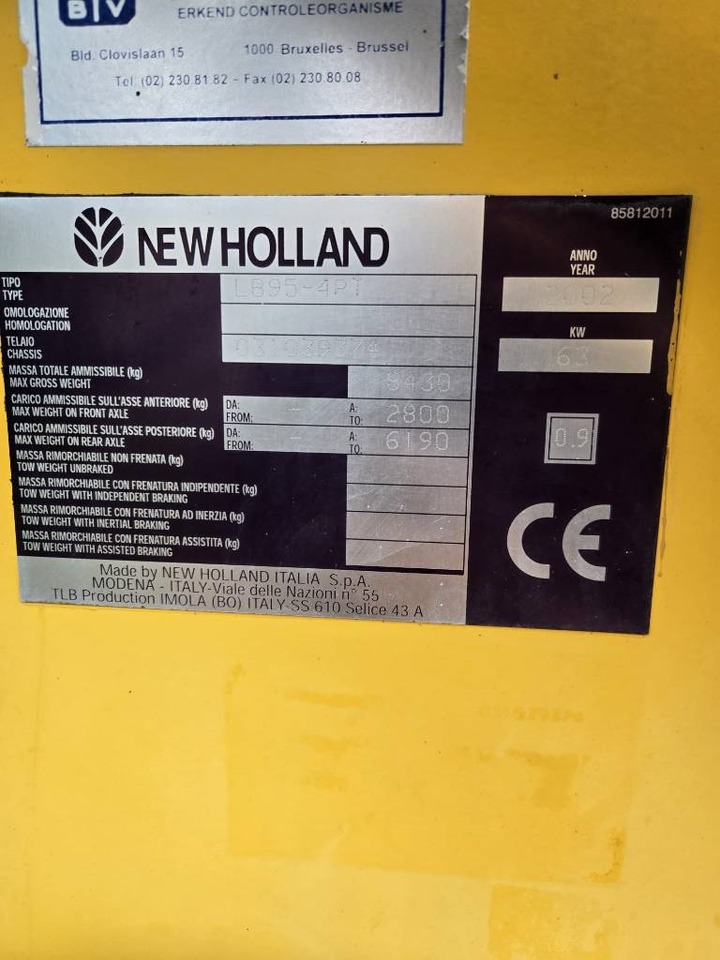 BIV
ERKEND CONTROLEORGANISME
Bld. Clovislaan 15 1000 Bruxelles - Brussel
Tel. (02) 230.81.82 - Fax (02) 230.80.08
85812011
NEW HOLLAND
ANNO
YEAR
2002
KW
63
0.9
CE
TIPO
TYPE
LB95-4PT
OMOLOGAZIONE
HOMOLOGATION
TELAIO
CHASSIS
MASSA TOTALE AMMISSIBILE (kg)
MAX GROSS WEIGHT
8430
CARICO AMMISSIBILE SULL'ASSE ANTERIORE (kg)
MAX WEIGHT ON FRONT AXLE
DA: - A:
FROM: TO: 2800
CARICO AMMISSIBILE SULL'ASSE POSTERIORE (kg)
MAX WEIGHT ON REAR AXLE
DA: - A:
FROM: TO: 6190
MASSA RIMORCHIABILE NON FRENATA (kg)
TOW WEIGHT UNBRAKED
MASSA RIMORCHIABILE CON FRENATURA INDIPENDENTE (kg)
TOW WEIGHT WITH INDEPENDENT BRAKING
MASSA RIMORCHIABILE CON FRENATURA AD INERZIA (kg)
TOW WEIGHT WITH INERTIAL BRAKING
MASSA RIMORCHIABILE CON FRENATURA ASSISTITA (kg)
TOW WEIGHT WITH ASSISTED BRAKING
Made by NEW HOLLAND ITALIA S.p.A.
MODENA - ITALY-Viale delle Nazioni n° 55
TLB Production IMOLA (BO) ITALY-SS 610 Selice 43 A